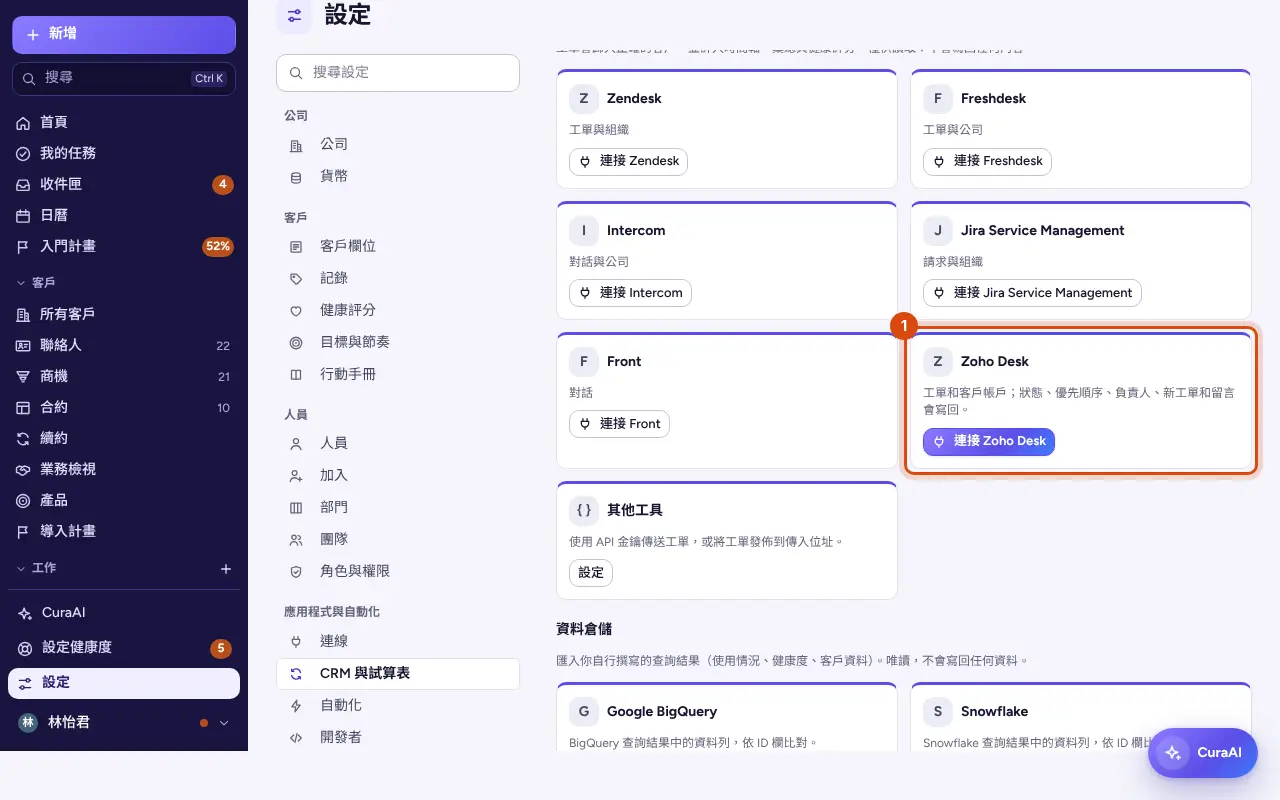 新增
搜尋
Ctrl K
首頁
我的任務
收件匣
4
日曆
入門計畫
52%
客戶
所有客戶
聯絡人
22
商機
21
合約
10
續約
業務檢視
產品
導入計畫
工作
CuraAI
設定健康度
5
設定
林
林怡君
設定
搜尋設定
公司
公司
貨幣
客戶
客戶欄位
記錄
健康評分
目標與節奏
行動手冊
人員
人員
加入
部門
團隊
角色與權限
應用程式與自動化
連線
CRM 與試算表
自動化
開發者
Z
Zendesk
工單與組織
連接 Zendesk
F
Freshdesk
工單與公司
連接 Freshdesk
I
Intercom
對話與公司
連接 Intercom
J
Jira Service Management
請求與組織
連接 Jira Service Management
F
Front
對話
連接 Front
1
Z
Zoho Desk
工單和客戶帳戶；狀態、優先順序、負責人、新工單和留言
會寫回。
連接 Zoho Desk
{ }
其他工具
使用 API 金鑰傳送工單，或將工單發佈到傳入位址。
設定
資料倉儲
匯入你自行撰寫的查詢結果（使用情況、健康度、客戶資料）。唯讀，不會寫回任何資料。
G
Google BigQuery
BigQuery 查詢結果中的資料列，依 ID 欄比對。
S
Snowflake
Snowflake 查詢結果中的資料列，依 ID 欄
CuraAI